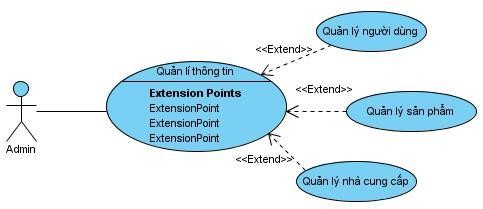 Quản lý người dùng
<<Extend>>
Quản lí thông tin
Extension Points
ExtensionPoint
ExtensionPoint
ExtensionPoint
<<Extend>>
Quản lý sản phẩm
Admin
<<Extend>>
Quản lý nhà cung cấp